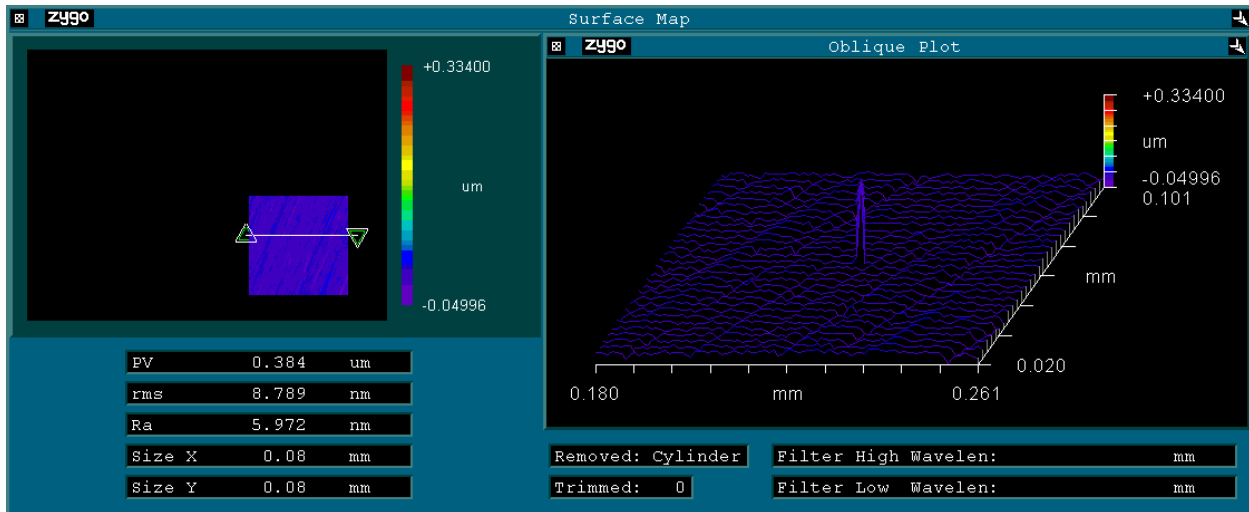 zygo Surface Map
+0.33400
um
-0.04996
zygo Oblique Plot
+0.33400
um
-0.04996
0.101
mm
0.020
0.180 mm 0.261
PV 0.384 um
rms 8.789 nm
Ra 5.972 nm
Size X 0.08 mm
Size Y 0.08 mm
Removed: Cylinder
Trimmed: 0
Filter High Wavelen: mm
Filter Low Wavelen: mm